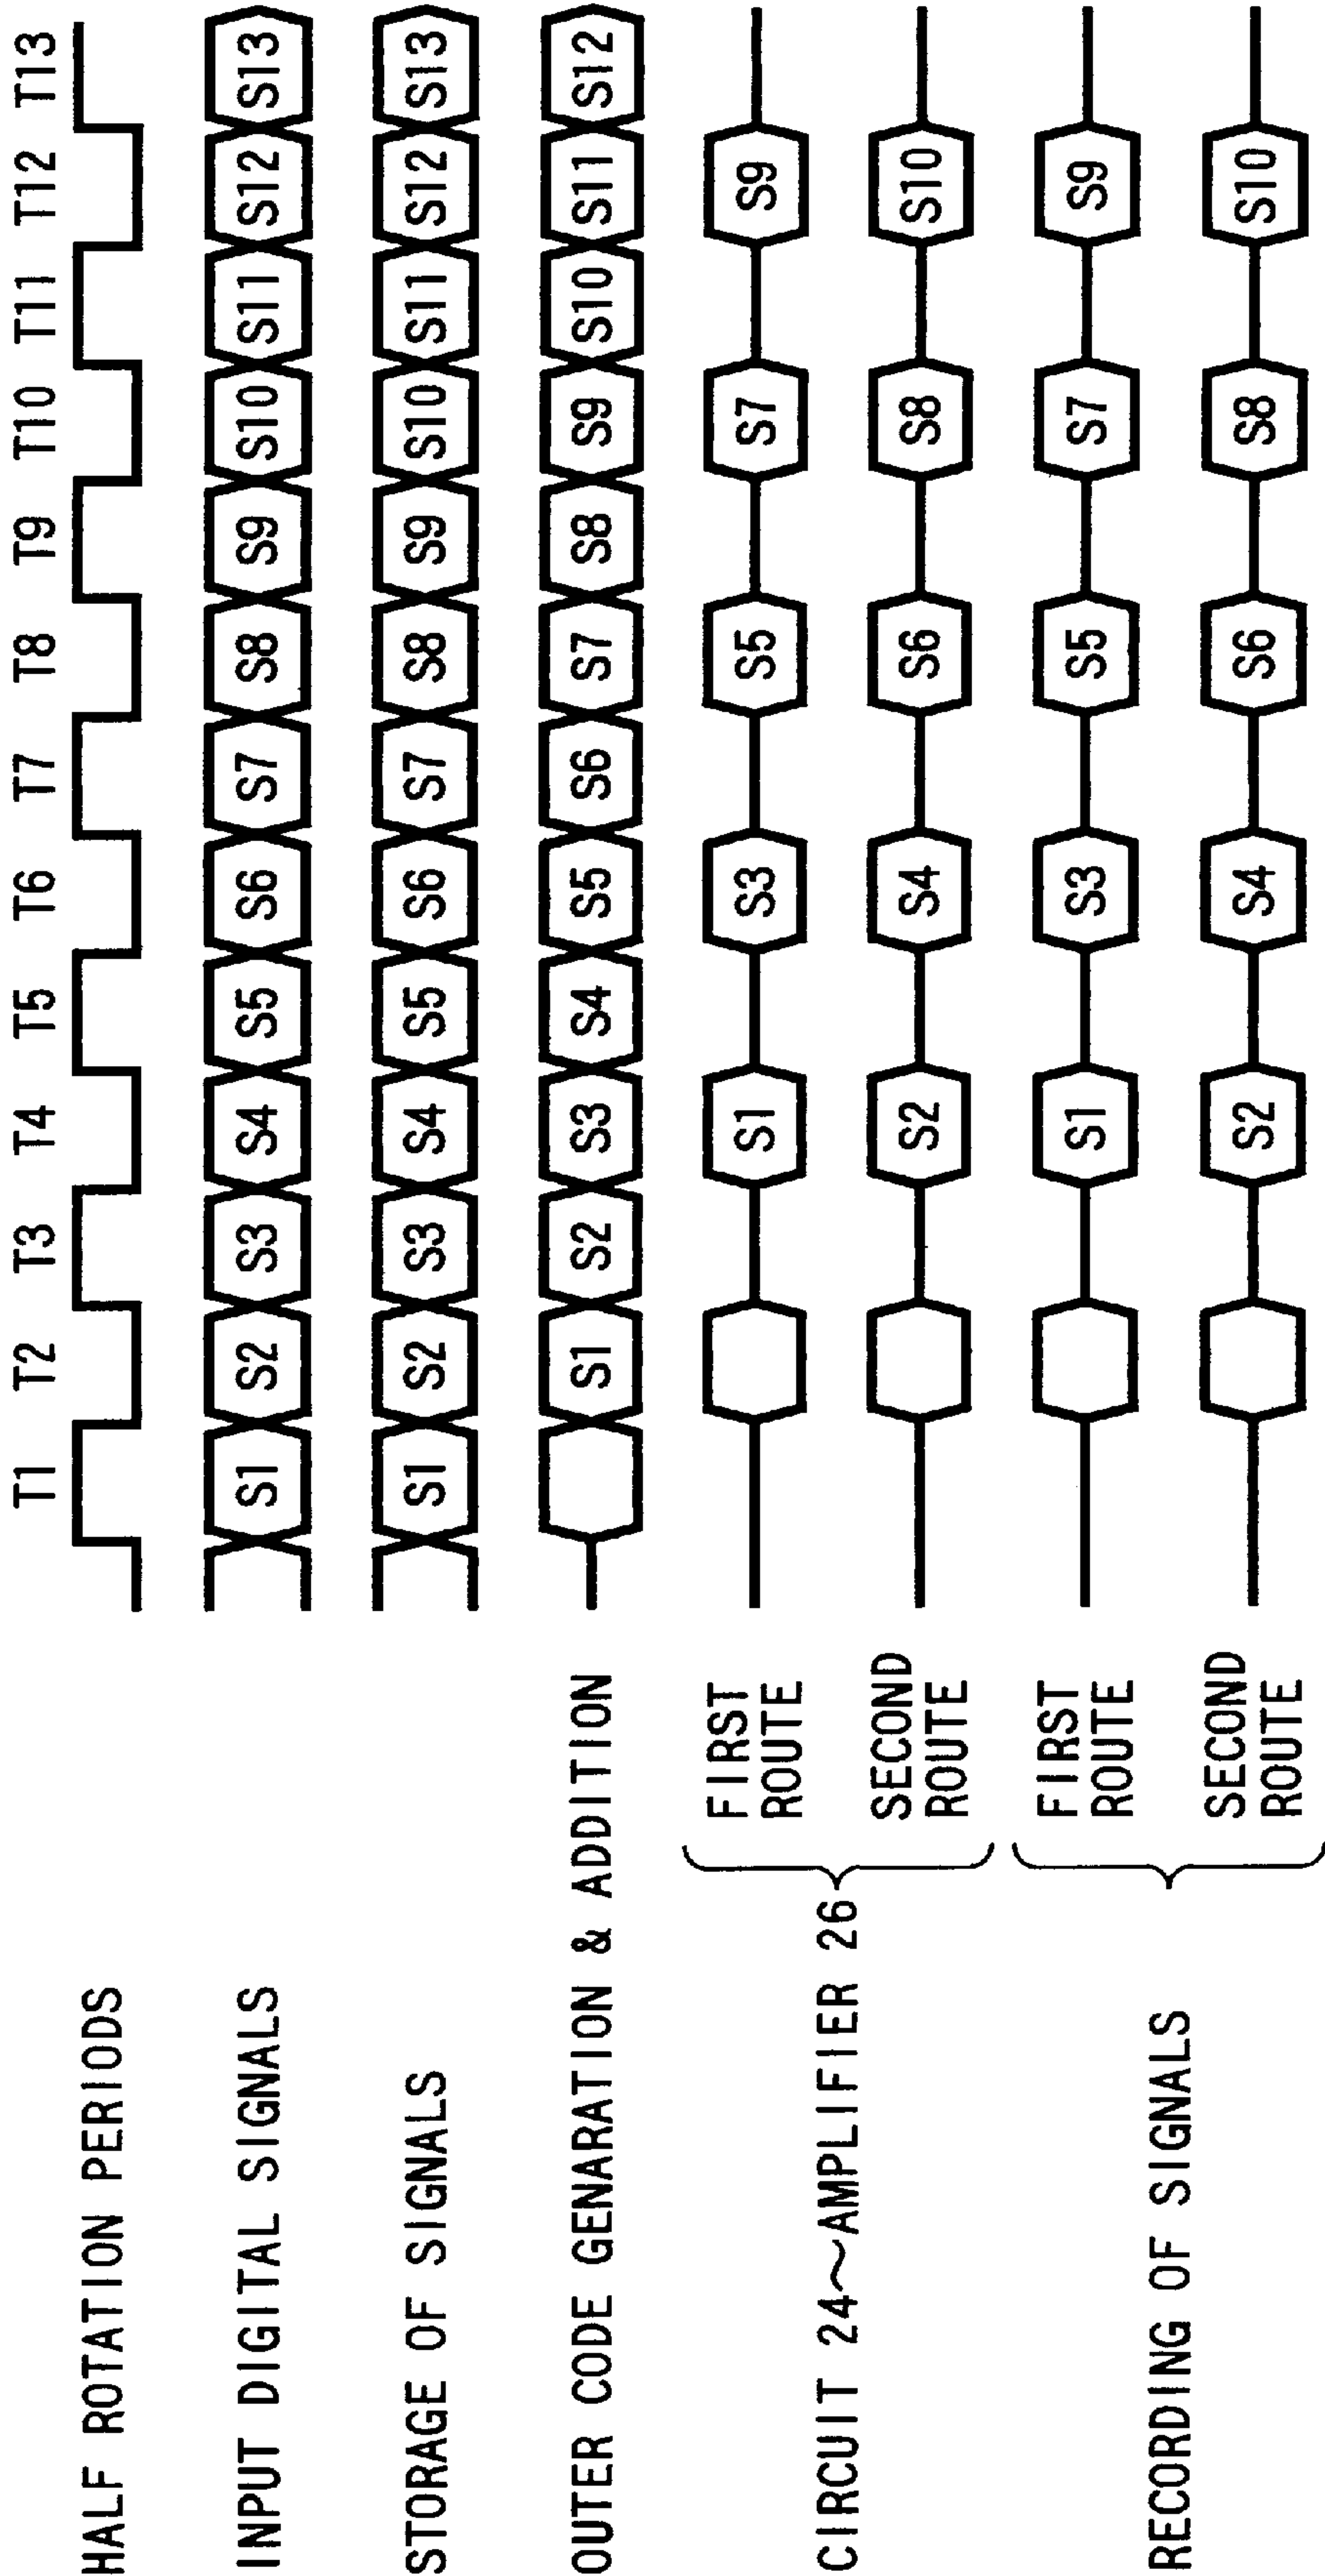 T1 T2 T3 T4 T5 T6 T7 T8 T9 T10 T11 T12 T13
HALF ROTATION PERIODS
INPUT DIGITAL SIGNALS S1 S2 S3 S4 S5 S6 S7 S8 S9 S10 S11 S12 S13
STORAGE OF SIGNALS S1 S2 S3 S4 S5 S6 S7 S8 S9 S10 S11 S12 S13
OUTER CODE GENARATION & ADDITION S1 S2 S3 S4 S5 S6 S7 S8 S9 S10 S11 S12
CIRCUIT 24~AMPLIFIER 26
FIRST
ROUTE S1 S3 S5 S7 S9
SECOND
ROUTE S2 S4 S6 S8 S10
RECORDING OF SIGNALS
FIRST
ROUTE S1 S3 S5 S7 S9
SECOND
ROUTE S2 S4 S6 S8 S10